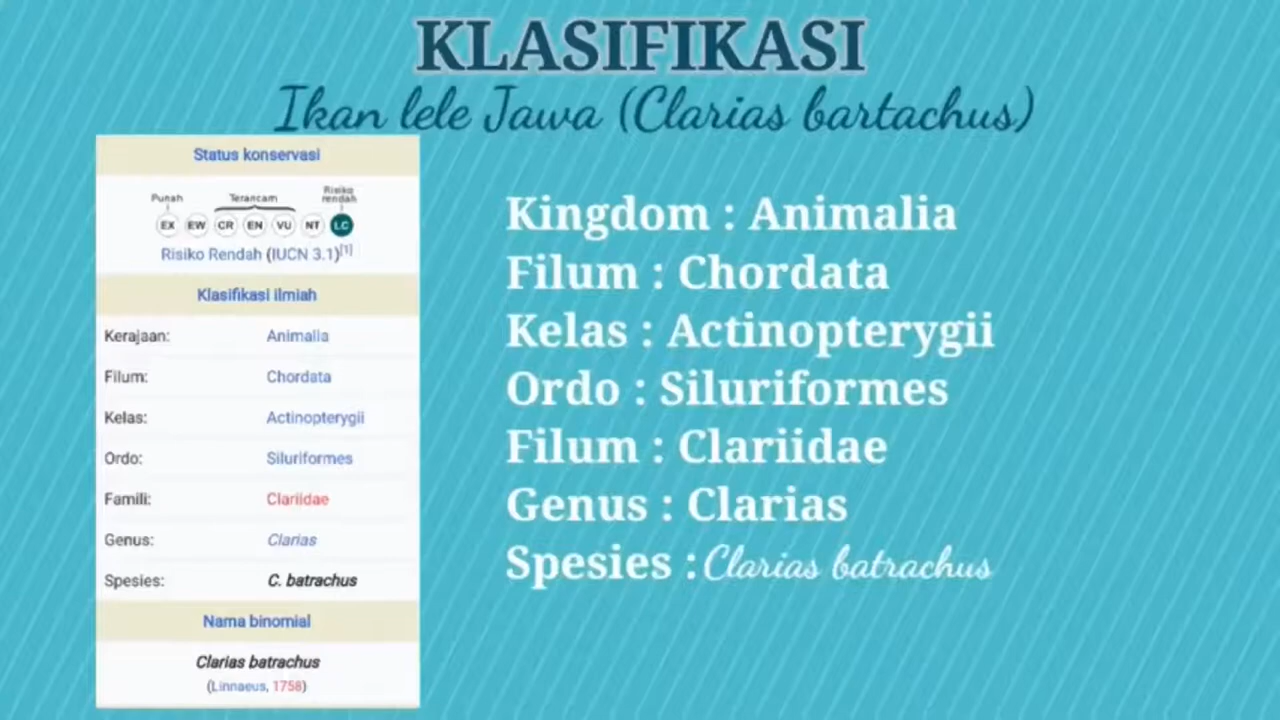 KLASIFIKASI
Ikan lele Jawa (Clarias bartachus)
Status konservasi
Punah Terancam Risiko rendah
EX EW CR EN VU NT LC
Risiko Rendah (IUCN 3.1)[1]
Klasifikasi ilmiah
Kerajaan: Animalia
Filum: Chordata
Kelas: Actinopterygii
Ordo: Siluriformes
Famili: Clariidae
Genus: Clarias
Spesies: C. batrachus
Nama binomial
Clarias batrachus
(Linnaeus, 1758)
Kingdom : Animalia
Filum : Chordata
Kelas : Actinopterygii
Ordo : Siluriformes
Filum : Clariidae
Genus : Clarias
Spesies : Clarias batrachus